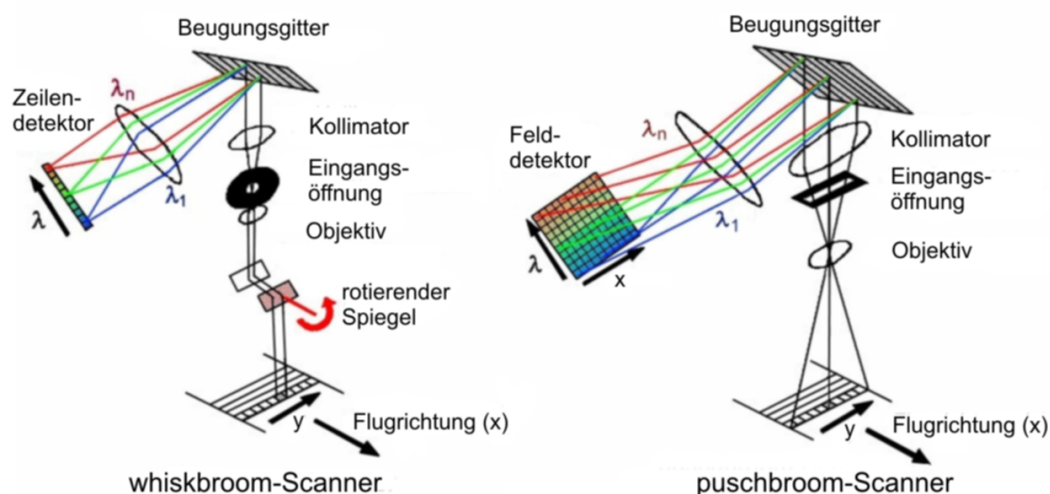 Beugungsgitter
λn
Zeilen-
detektor
Kollimator
Eingangs-
öffnung
λ1
λ
Objektiv
rotierender
Spiegel
y
Flugrichtung (x)
whiskbroom-Scanner
Beugungsgitter
λn
Feld-
detektor
Kollimator
Eingangs-
öffnung
λ1
Objektiv
λ
x
y
Flugrichtung (x)
puschbroom-Scanner